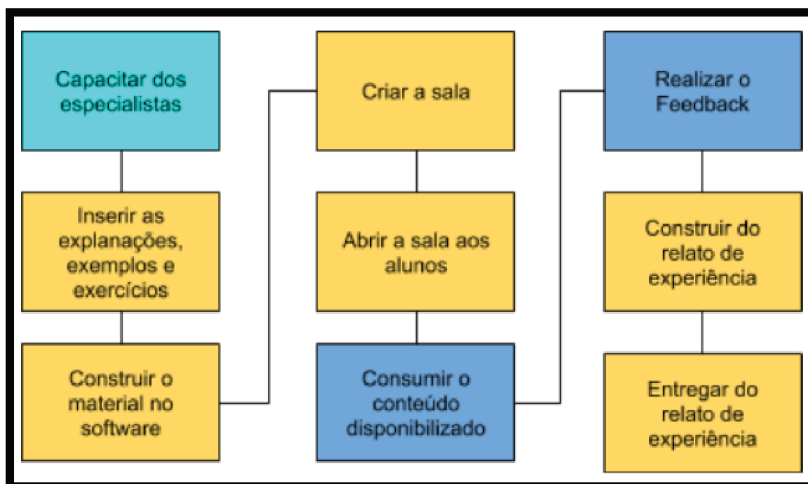 Capacitar dos
especialistas
Inserir as
explanações,
exemplos e
exercícios
Construir o
material no
software
Criar a sala
Abrir a sala aos
alunos
Consumir o
conteúdo
disponibilizado
Realizar o
Feedback
Construir do
relato de
experiência
Entregar do
relato de
experiência